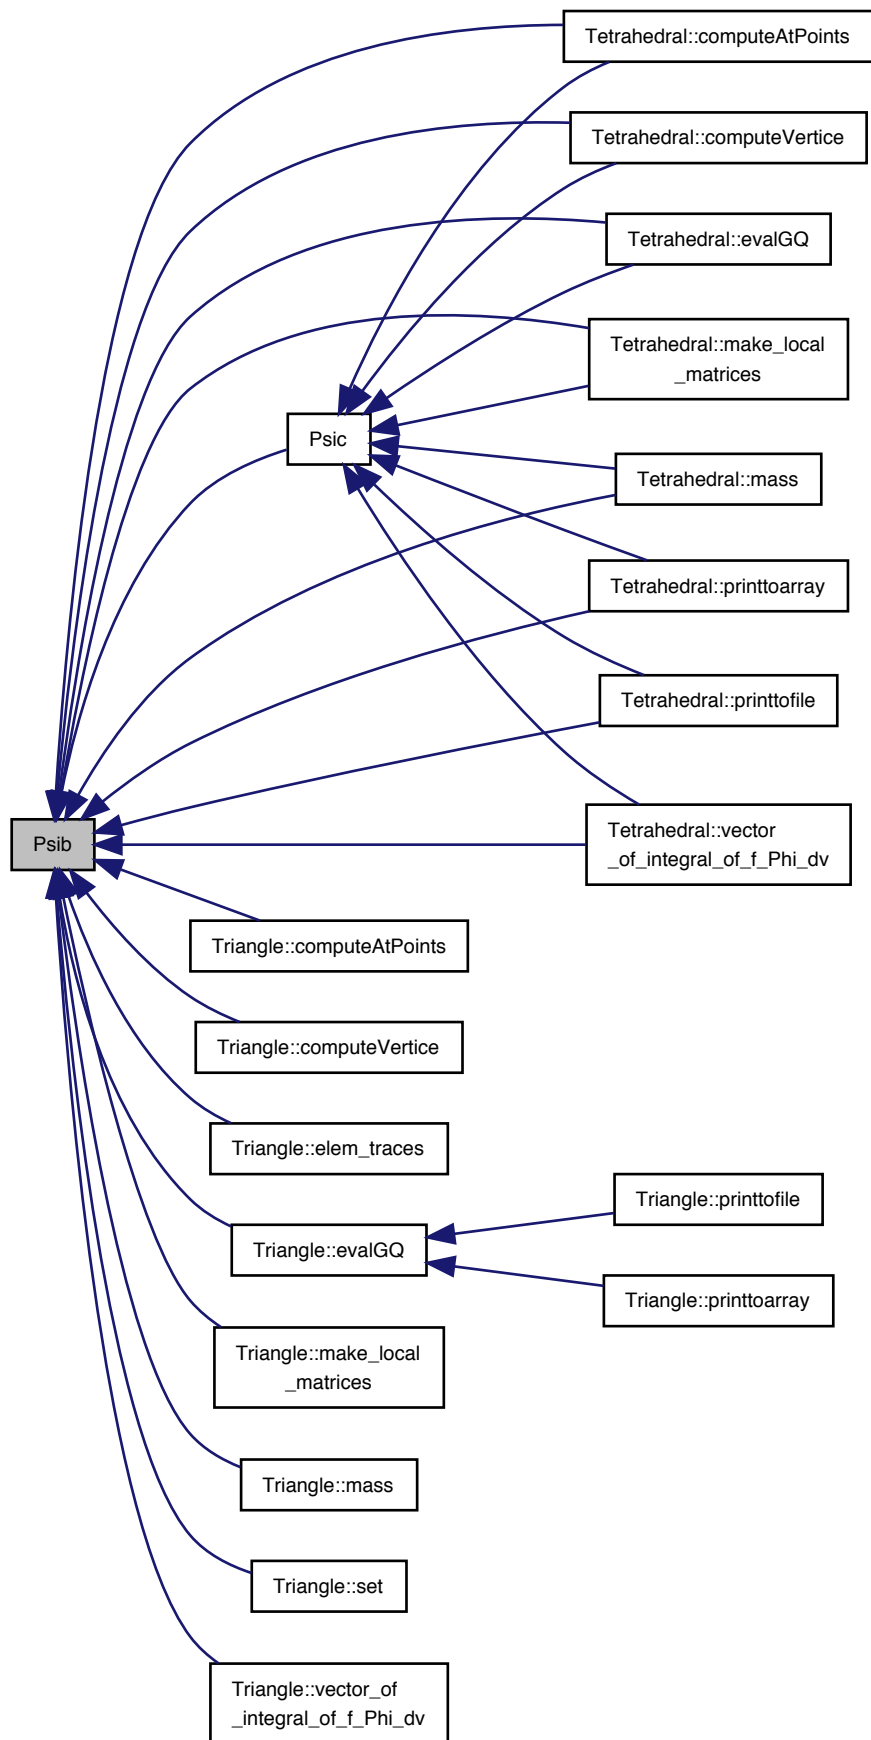 Tetrahedral::computeAtPoints
Tetrahedral::computeVertice
Tetrahedral::evalGQ
Tetrahedral::make_local
_matrices
Psic
Tetrahedral::mass
Tetrahedral::printtoarray
Tetrahedral::printtofile
Psib
Tetrahedral::vector
_of_integral_of_f_Phi_dv
Triangle::computeAtPoints
Triangle::computeVertice
Triangle::elem_traces
Triangle::printtofile
Triangle::evalGQ
Triangle::printtoarray
Triangle::make_local
_matrices
Triangle::mass
Triangle::set
Triangle::vector_of
_integral_of_f_Phi_dv